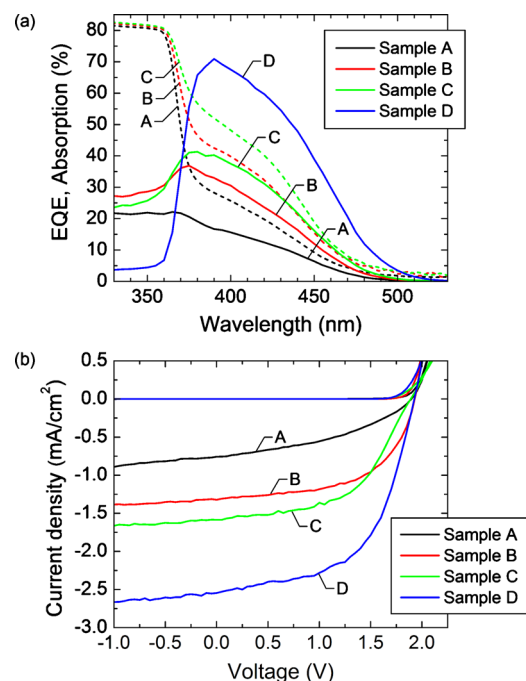 (a)
80
70
60
50
40
30
20
10
0
EQE, Absorption (%)
C
B
A
D
C
B
A
Sample A
Sample B
Sample C
Sample D
350 400 450 500
Wavelength (nm)
(b)
0.5
0.0
-0.5
-1.0
-1.5
-2.0
-2.5
-3.0
Current density (mA/cm²)
A
B
C
D
Sample A
Sample B
Sample C
Sample D
-1.0 -0.5 0.0 0.5 1.0 1.5 2.0
Voltage (V)